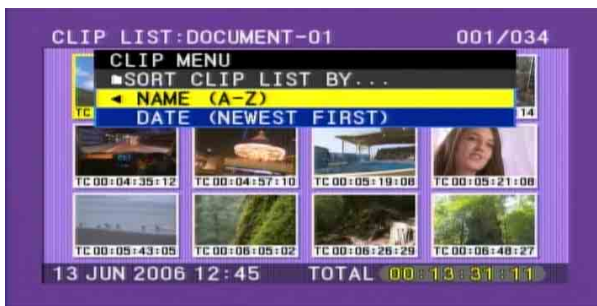 CLIP LIST:DOCUMENT-01 001/034
CLIP MENU
SORT CLIP LIST BY...
NAME (A-Z)
DATE (NEWEST FIRST)
TC 14
TC 00:04:35:12 TC 00:04:57:10 TC 00:05:19:08 TC 00:05:21:08
TC 00:05:43:05 TC 00:06:05:02 TC 00:06:26:29 TC 00:06:48:27
13 JUN 2006 12:45 TOTAL 00:13:31:11